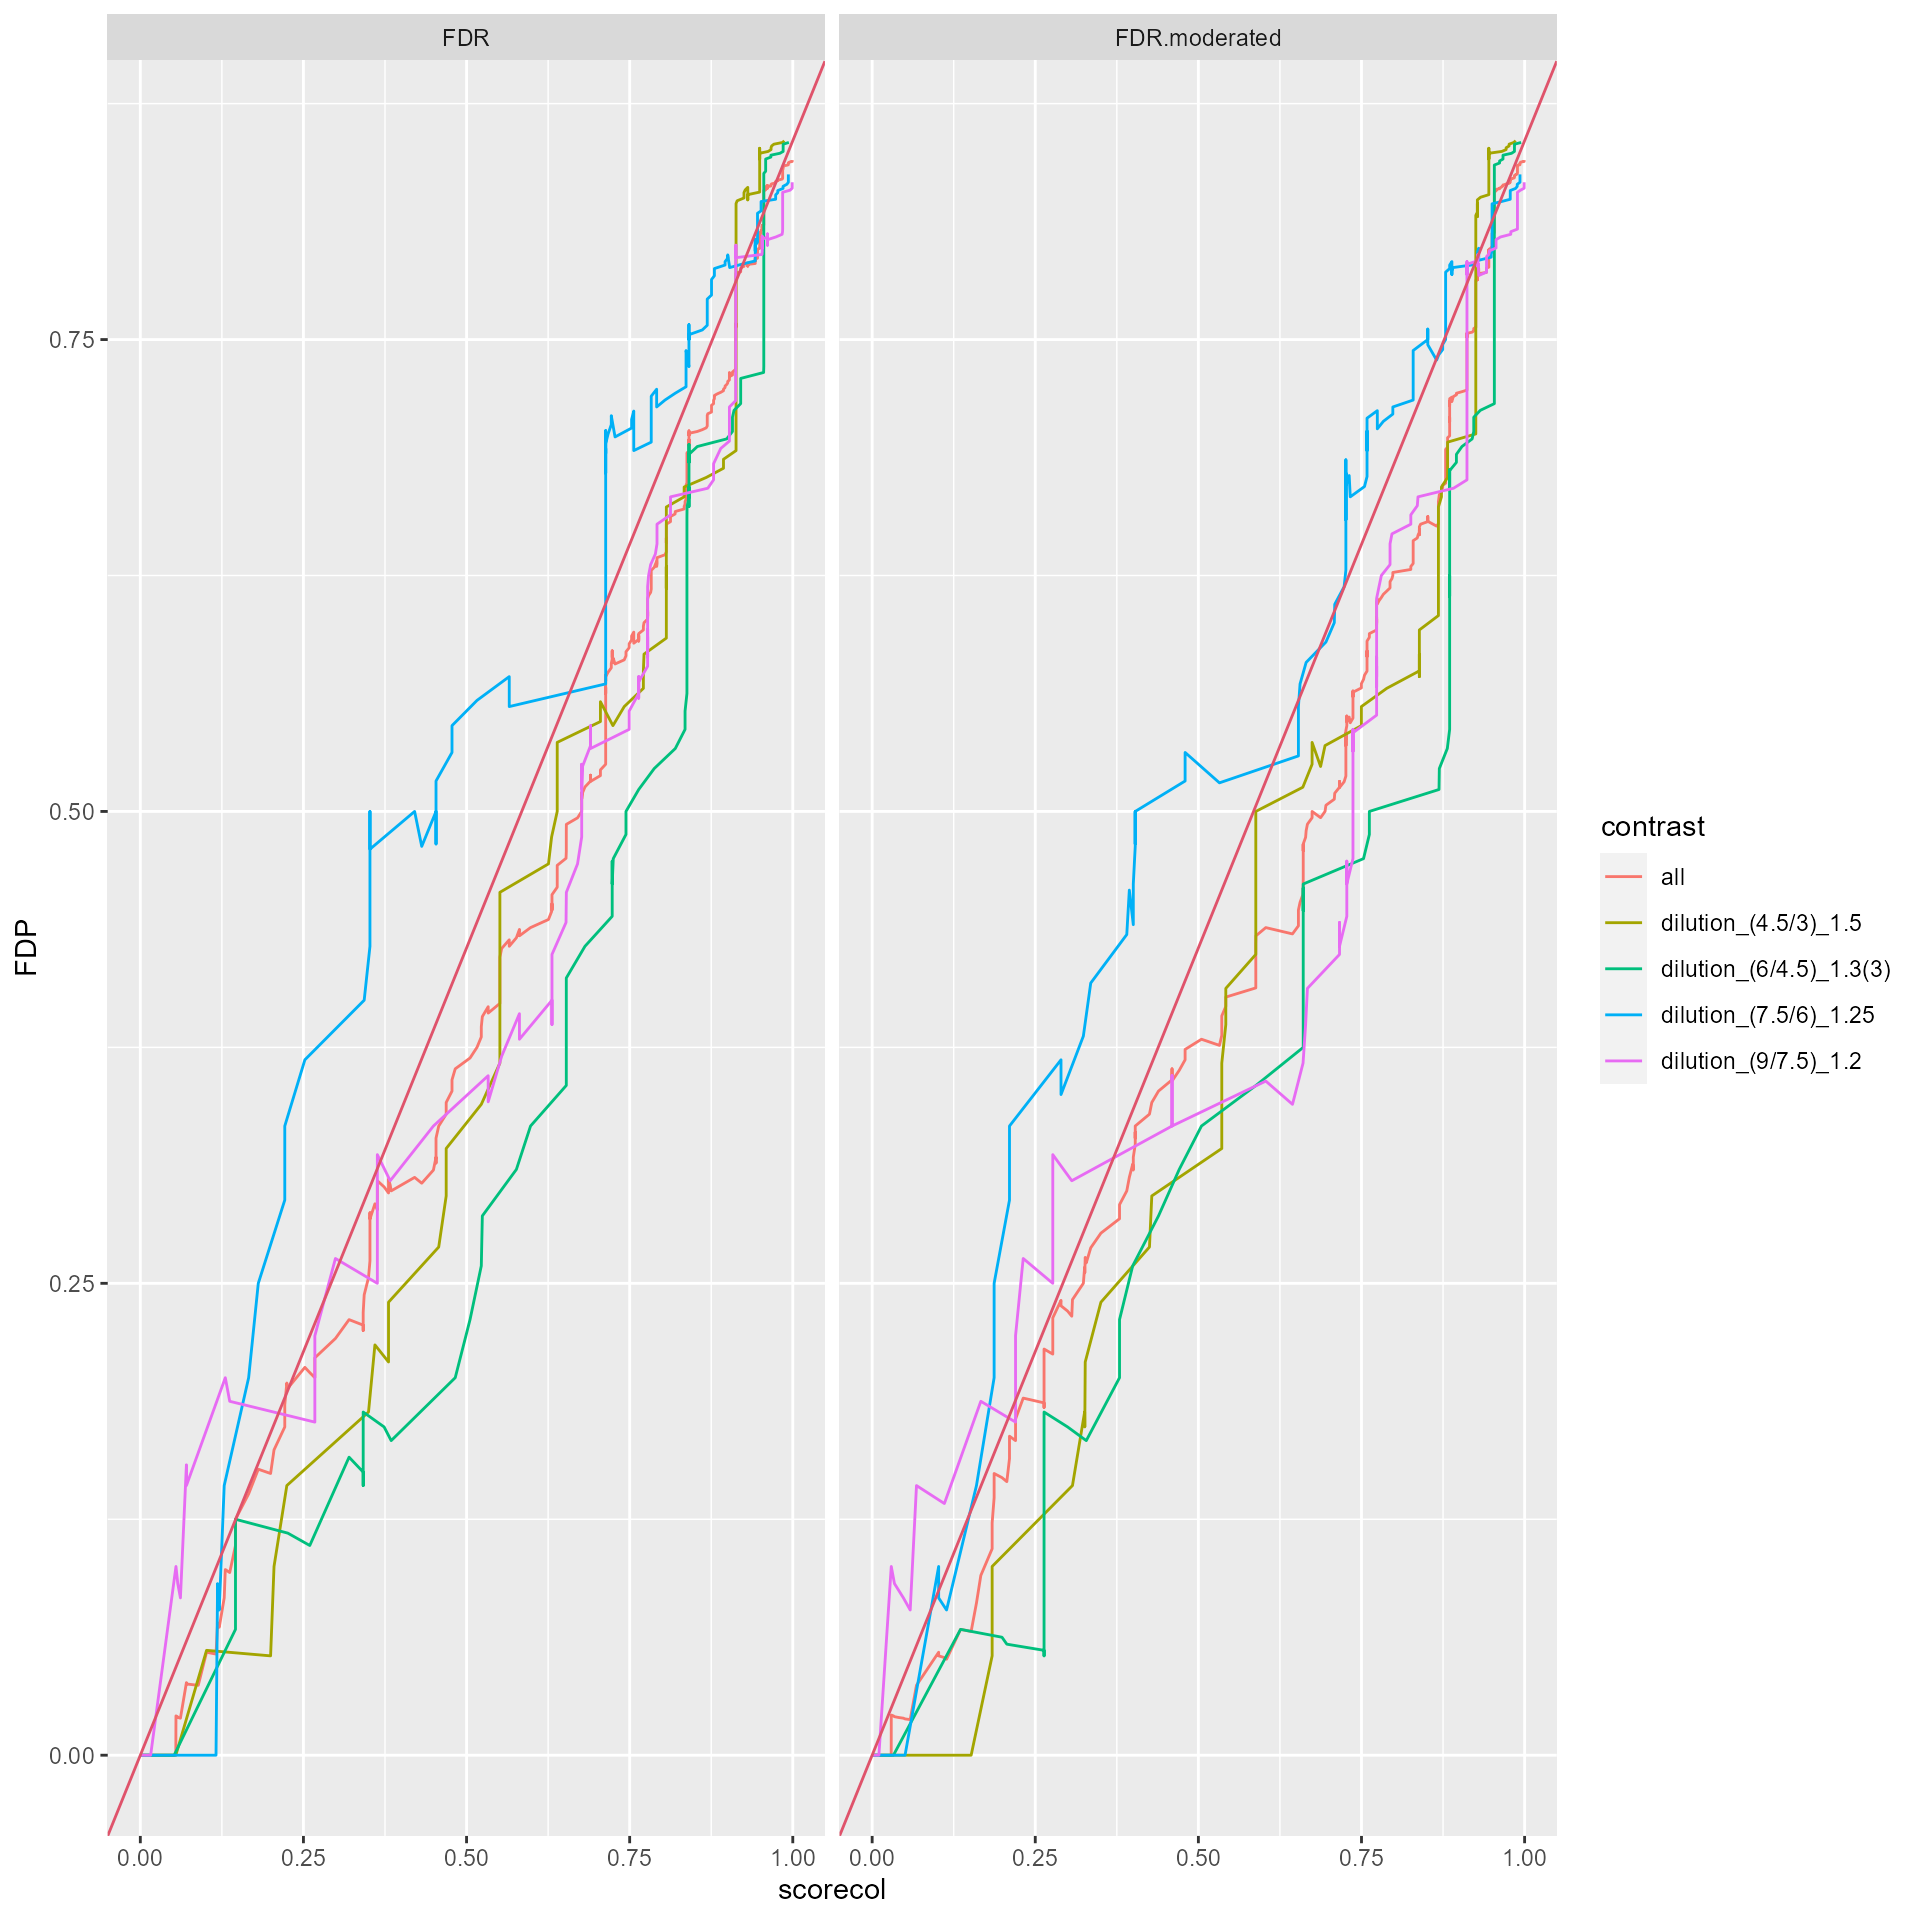 FDR
FDR.moderated
FDP
0.75
0.50
0.25
0.00
0.00 0.25 0.50 0.75 1.00
0.00 0.25 0.50 0.75 1.00
scorecol
contrast
all
dilution_(4.5/3)_1.5
dilution_(6/4.5)_1.3(3)
dilution_(7.5/6)_1.25
dilution_(9/7.5)_1.2